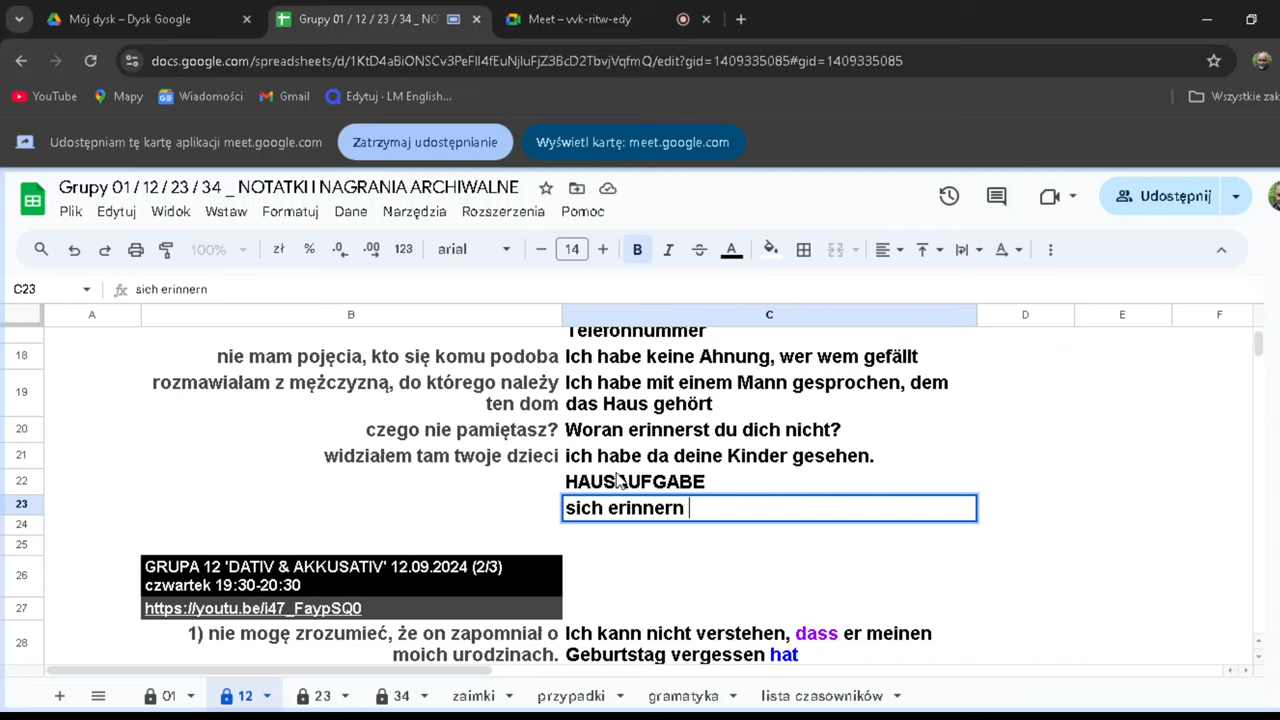 Mój dysk – Dysk Google
Grupy 01 / 12 / 23 / 34 _ NO
Meet – vvk-ritw-edy
docs.google.com/spreadsheets/d/1KtD4aBiONSCv3PeFlI4fEuNjluFjZ3BcD2TbvjVqfmQ/edit?gid=1409335085#gid=1409335085
YouTube
Mapy
Wiadomości
Gmail
Edytuj · LM English...
Wszystkie zak
Udostępniam tę kartę aplikacji meet.google.com
Zatrzymaj udostępnianie
Wyświetl kartę: meet.google.com
Grupy 01 / 12 / 23 / 34 _ NOTATKI I NAGRANIA ARCHIWALNE
Udostępnij
Plik Edytuj Widok Wstaw Formatuj Dane Narzędzia Rozszerzenia Pomoc
100% zł % .0 .00 123 arial 14 B I A
C23 fx sich erinnern
A B C D E F
Telefonnummer
18 nie mam pojęcia, kto się komu podoba Ich habe keine Ahnung, wer wem gefällt
19 rozmawiałam z mężczyzną, do którego należy Ich habe mit einem Mann gesprochen, dem
ten dom das Haus gehört
20 czego nie pamiętasz? Woran erinnerst du dich nicht?
21 widziałem tam twoje dzieci ich habe da deine Kinder gesehen.
22 HAUSAUFGABE
23 sich erinnern
24
25
26 GRUPA 12 'DATIV & AKKUSATIV' 12.09.2024 (2/3)
czwartek 19:30-20:30
27 https://youtu.be/i47_FaypSQ0
28 1) nie mogę zrozumieć, że on zapomniał o Ich kann nicht verstehen, dass er meinen
moich urodzinach. Geburtstag vergessen hat
01 12 23 34 zaimki przypadki gramatyka lista czasowników